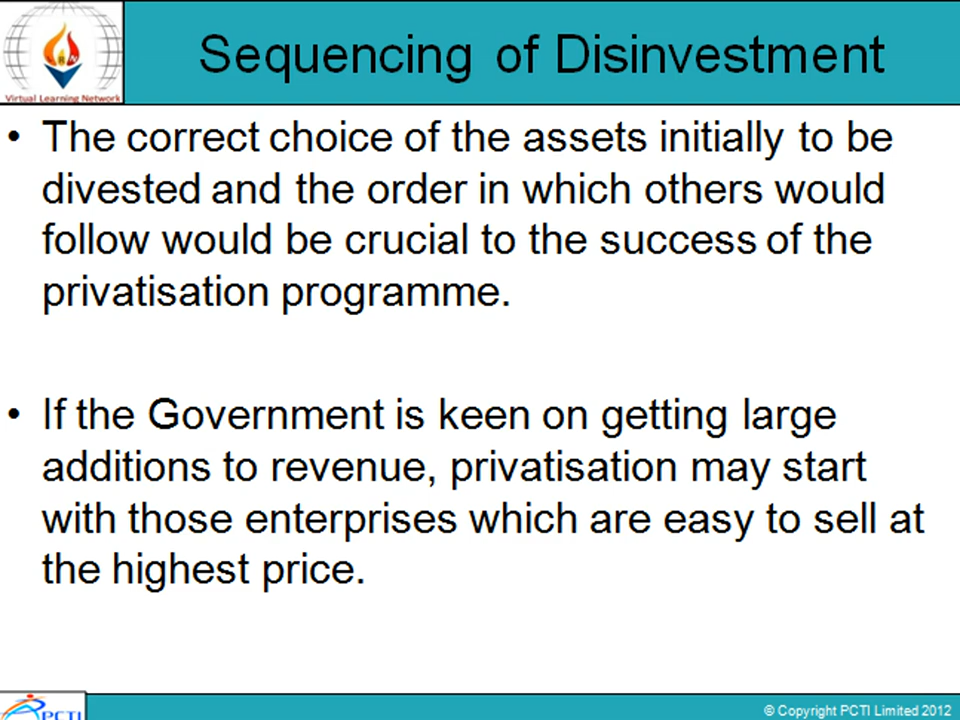 Sequencing of Disinvestment
Virtual Learning Network
• The correct choice of the assets initially to be
divested and the order in which others would
follow would be crucial to the success of the
privatisation programme.
• If the Government is keen on getting large
additions to revenue, privatisation may start
with those enterprises which are easy to sell at
the highest price.
PCTI
© Copyright PCTI Limited 2012